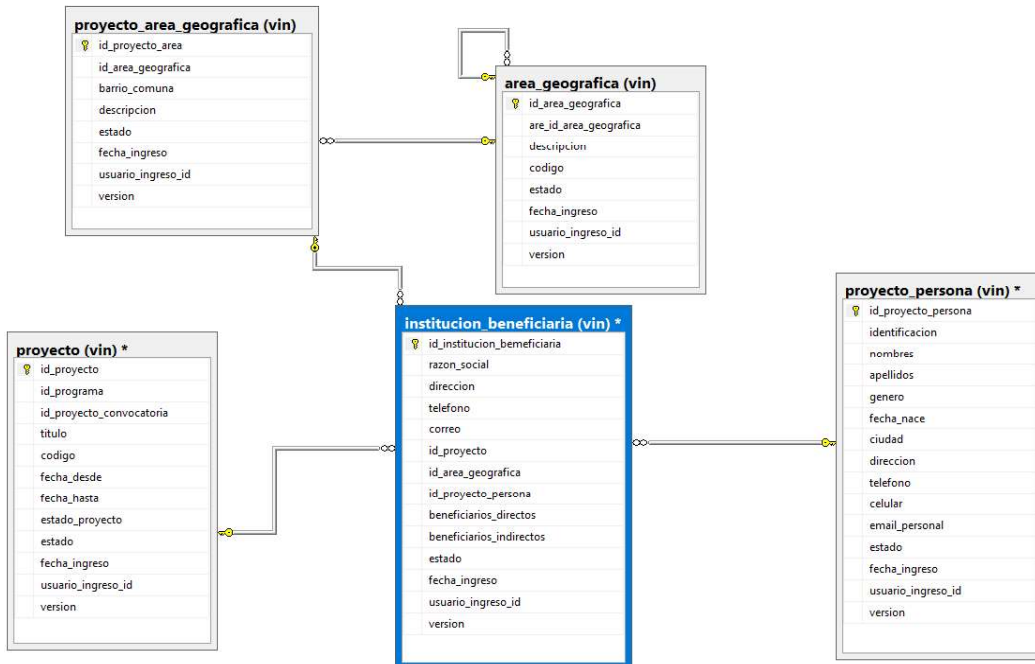 proyecto_area_geografica (vin)
id_proyecto_area
id_area_geografica
barrio_comuna
descripcion
estado
fecha_ingreso
usuario_ingreso_id
version
area_geografica (vin)
id_area_geografica
are_id_area_geografica
descripcion
codigo
estado
fecha_ingreso
usuario_ingreso_id
version
proyecto (vin) *
id_proyecto
id_programa
id_proyecto_convocatoria
titulo
codigo
fecha_desde
fecha_hasta
estado_proyecto
estado
fecha_ingreso
usuario_ingreso_id
version
institucion_beneficiaria (vin) *
id_institucion_bemeficiaria
razon_social
direccion
telefono
correo
id_proyecto
id_area_geografica
id_proyecto_persona
beneficiarios_directos
beneficiarios_indirectos
estado
fecha_ingreso
usuario_ingreso_id
version
proyecto_persona (vin) *
id_proyecto_persona
identificacion
nombres
apellidos
genero
fecha_nace
ciudad
direccion
telefono
celular
email_personal
estado
fecha_ingreso
usuario_ingreso_id
version